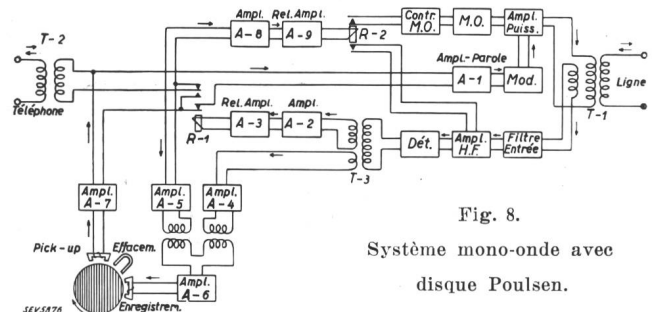 Ampl.
A-8
Rel. Ampl.
A-9
R-2
Contr.
M.O.
M.O.
Ampl.
Puiss.
T-2
Téléphone
Ampl.-Parole
A-1
Mod.
T-1
Ligne
Rel. Ampl.
A-3
Ampl.
A-2
R-1
T-3
Dét.
Ampl.
H.F.
Filtre
Entrée
Ampl.
A-7
Ampl.
A-5
Ampl.
A-4
Pick-up
Effacem.
Enregistrem.
Ampl.
A-6
SEV5876
Fig. 8.
Système mono-onde avec
disque Poulsen.